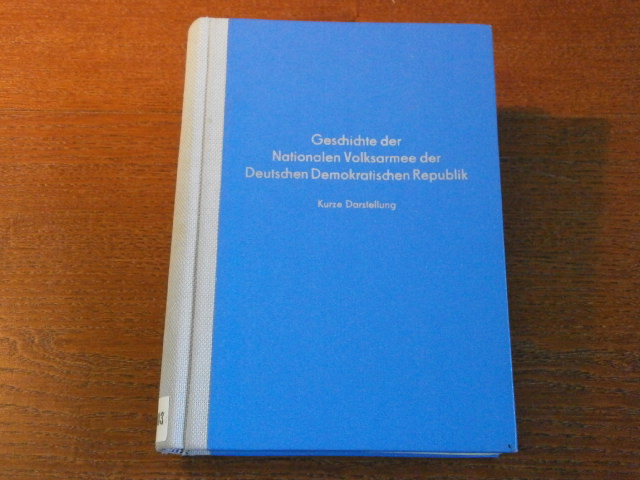 Geschichte der
Nationalen Volksarmee der
Deutschen Demokratischen Republik
Kurze Darstellung